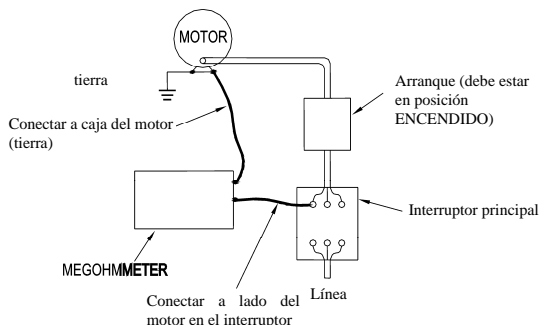 MOTOR
tierra
Arranque (debe estar
en posición
ENCENDIDO)
Conectar a caja del motor
(tierra)
Interruptor principal
MEGOHMMETER
Línea
Conectar a lado del
motor en el interruptor